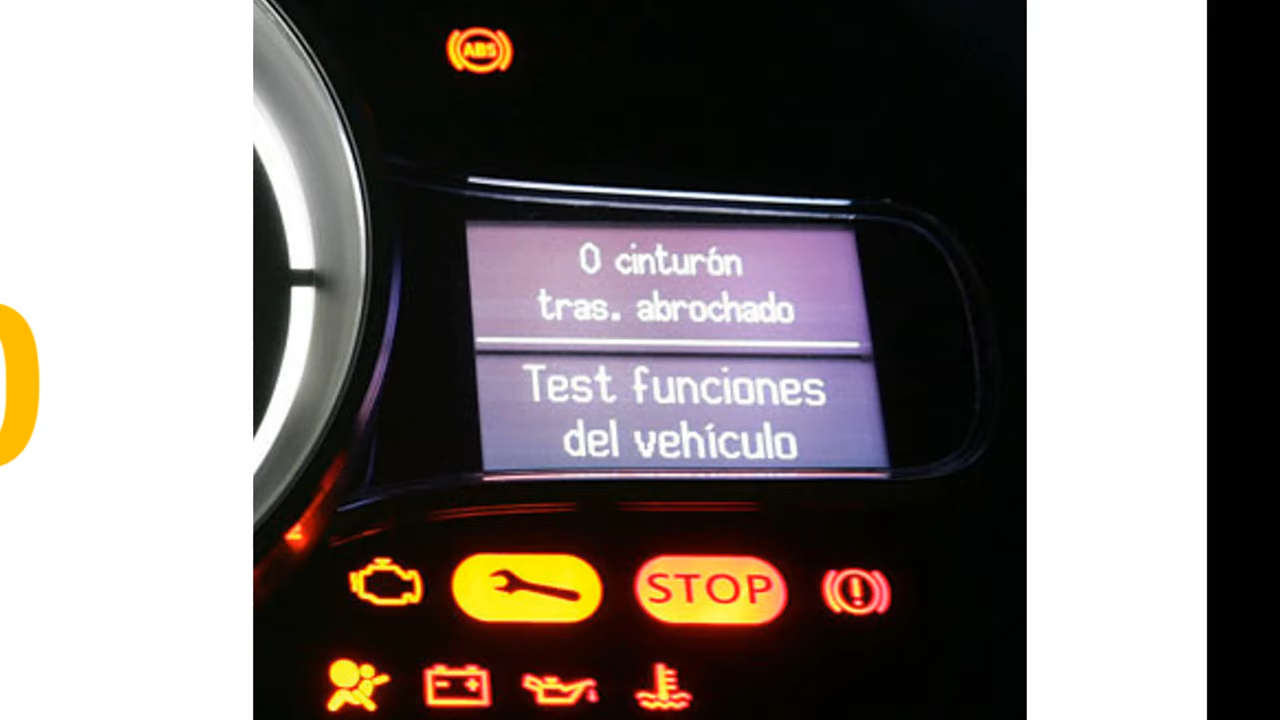 ABS
0 cinturón
tras. abrochado
Test funciones
del vehículo
STOP